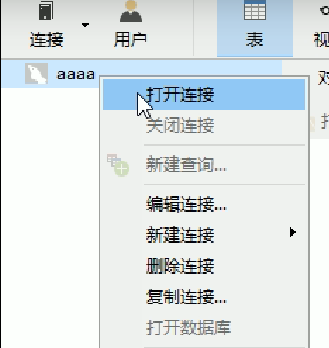 连接
用户
表
aaaa
打开连接
关闭连接
新建查询...
编辑连接...
新建连接
删除连接
复制连接...
打开数据库